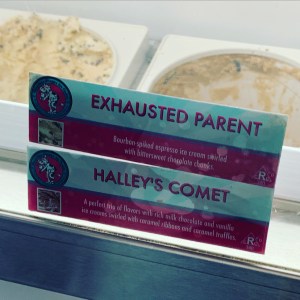 EXHAUSTED PARENT
Bourbon-spiked espresso ice cream swirled
with bittersweet chocolate chunks.
R
HALLEY'S COMET
A perfect mix of flavors with rich milk chocolate and vanilla
ice creams swirled with caramel ribbons and caramel truffles.
R